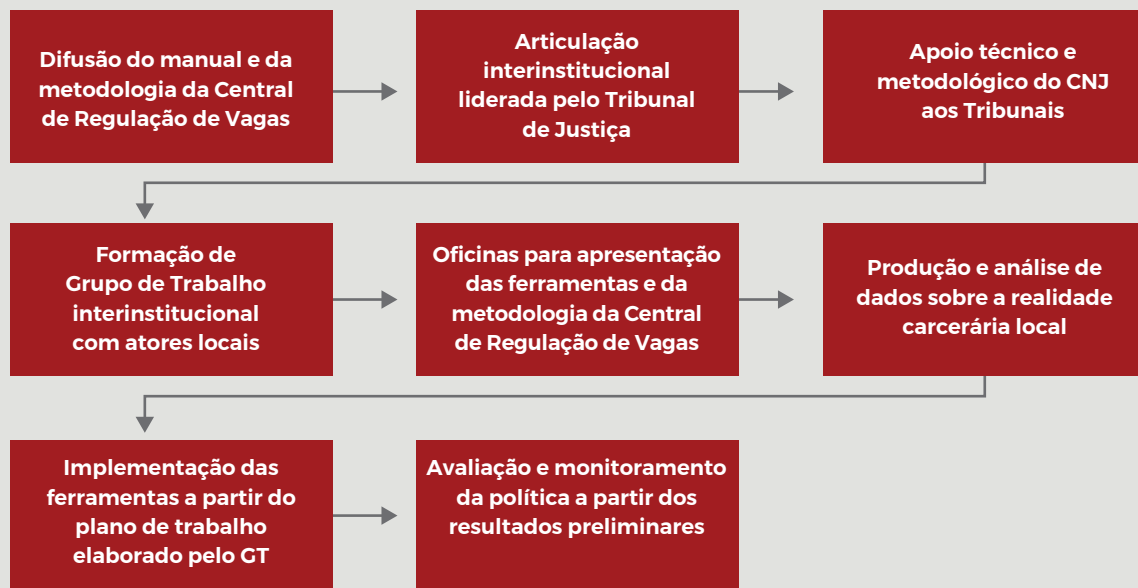 Difusão do manual e da
metodologia da Central
de Regulação de Vagas
Articulação
interinstitucional
liderada pelo Tribunal
de Justiça
Apoio técnico e
metodológico do CNJ
aos Tribunais
Formação de
Grupo de Trabalho
interinstitucional
com atores locais
Oficinas para apresentação
das ferramentas e da
metodologia da Central
de Regulação de Vagas
Produção e análise de
dados sobre a realidade
carcerária local
Implementação das
ferramentas a partir do
plano de trabalho
elaborado pelo GT
Avaliação e monitoramento
da política a partir dos
resultados preliminares